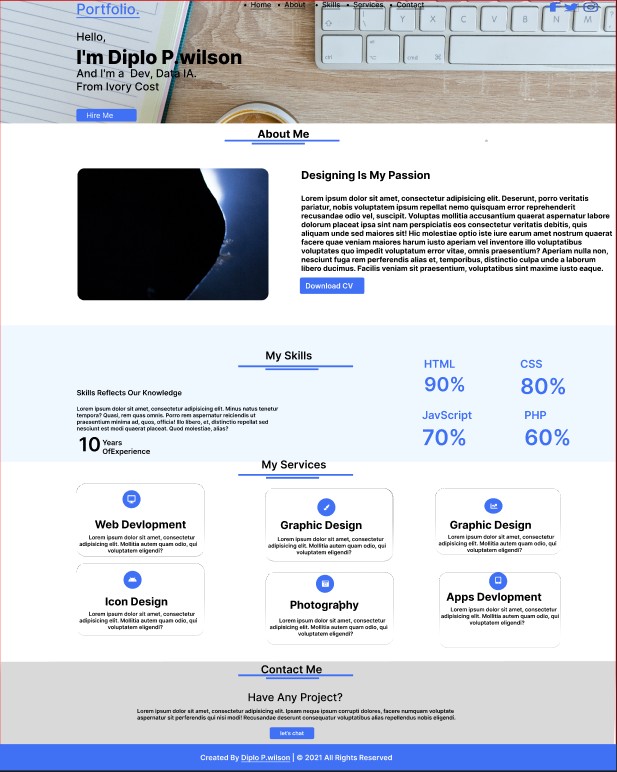 Portfolio.
• Home • About • Skills • Services • Contact
Hello,
I'm Diplo P.wilson
And I'm a Dev, Data IA.
From Ivory Cost
Hire Me
About Me
Designing Is My Passion
Lorem ipsum dolor sit amet, consectetur adipisicing elit. Deserunt, porro veritatis
pariatur, nobis voluptatem ipsum repellat nemo quisquam error reprehenderit
recusandae odio vel, suscipit. Voluptas mollitia accusantium quaerat aspernatur labore
dolorum placeat ipsa sint nam perspiciatis eos consectetur veritatis debitis, quis
aliquam unde sed maiores sit! Hic molestiae optio iste iure earum amet nostrum quaerat
facere quae veniam maiores harum iusto aperiam vel inventore illo voluptatibus
voluptates quo impedit voluptatum error vitae, omnis praesentium? Aperiam nulla non,
nesciunt fuga rem perferendis alias et, temporibus, distinctio culpa unde a laborum
libero ducimus. Facilis veniam sit praesentium, voluptatibus sint maxime iusto eaque.
Download CV
My Skills
Skills Reflects Our Knowledge
Lorem ipsum dolor sit amet, consectetur adipisicing elit. Minus natus tenetur
tempora? Quasi, rem quas omnis. Porro rem aspernatur reiciendis ut
praesentium minima ad, quos, officia! Illo libero, et, distinctio repellat sed
nesciunt est modi quaerat placeat. Quod molestiae, alias?
10 Years
OfExperience
HTML
90%
CSS
80%
JavScript
70%
PHP
60%
My Services
Web Devlopment
Lorem ipsum dolor sit amet, consectetur
adipisicing elit. Mollitia autem quam odio, qui
voluptatem eligendi?
Graphic Design
Lorem ipsum dolor sit amet, consectetur
adipisicing elit. Mollitia autem quam odio, qui
voluptatem eligendi?
Graphic Design
Lorem ipsum dolor sit amet, consectetur
adipisicing elit. Mollitia autem quam odio, qui
voluptatem eligendi?
Icon Design
Lorem ipsum dolor sit amet, consectetur
adipisicing elit. Mollitia autem quam odio, qui
voluptatem eligendi?
Photography
Lorem ipsum dolor sit amet, consectetur
adipisicing elit. Mollitia autem quam odio, qui
voluptatem eligendi?
Apps Devlopment
Lorem ipsum dolor sit amet, consectetur
adipisicing elit. Mollitia autem quam odio, qui
voluptatem eligendi?
Contact Me
Have Any Project?
Lorem ipsum dolor sit amet, consectetur adipisicing elit. Ipsam neque ipsum corrupti dolores, facere numquam voluptate
aspernatur sit perferendis qui nisi modi! Recusandae deserunt consequatur voluptatibus alias repellendus nobis eligendi.
let's chat
Created By Diplo P.wilson | © 2021 All Rights Reserved